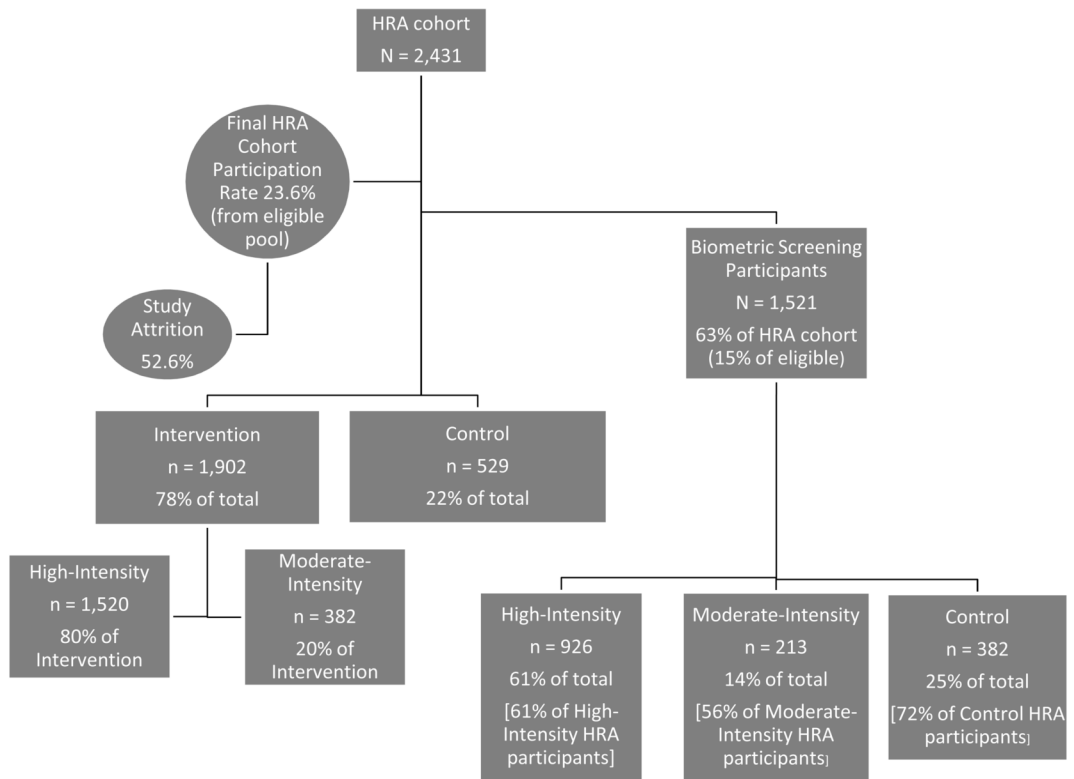 HRA cohort
N = 2,431
Final HRA
Cohort
Participation
Rate 23.6%
(from eligible
pool)
Study
Attrition
52.6%
Biometric Screening
Participants
N = 1,521
63% of HRA cohort
(15% of eligible)
Intervention
n = 1,902
78% of total
Control
n = 529
22% of total
High-Intensity
n = 1,520
80% of
Intervention
Moderate-
Intensity
n = 382
20% of
Intervention
High-Intensity
n = 926
61% of total
[61% of High-
Intensity HRA
participants]
Moderate-Intensity
n = 213
14% of total
[56% of Moderate-
Intensity HRA
participants]
Control
n = 382
25% of total
[72% of Control HRA
participants]